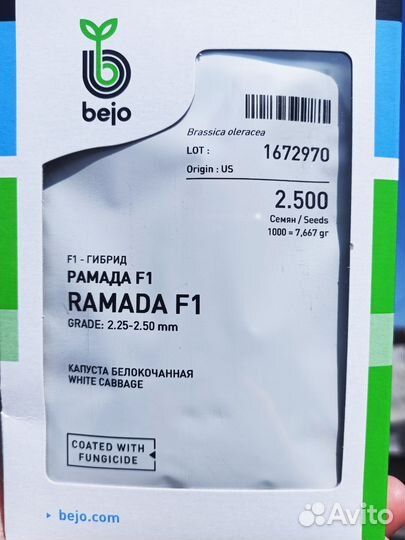 bejo
Brassica oleracea
LOT : 1672970
Origin : US
2.500
Семян / Seeds
1000 = 7,667 gr
F1 - ГИБРИД
РАМАДА F1
RAMADA F1
GRADE: 2.25-2.50 mm
КАПУСТА БЕЛОКОЧАННАЯ
WHITE CABBAGE
COATED WITH
FUNGICIDE
bejo.com
Avito